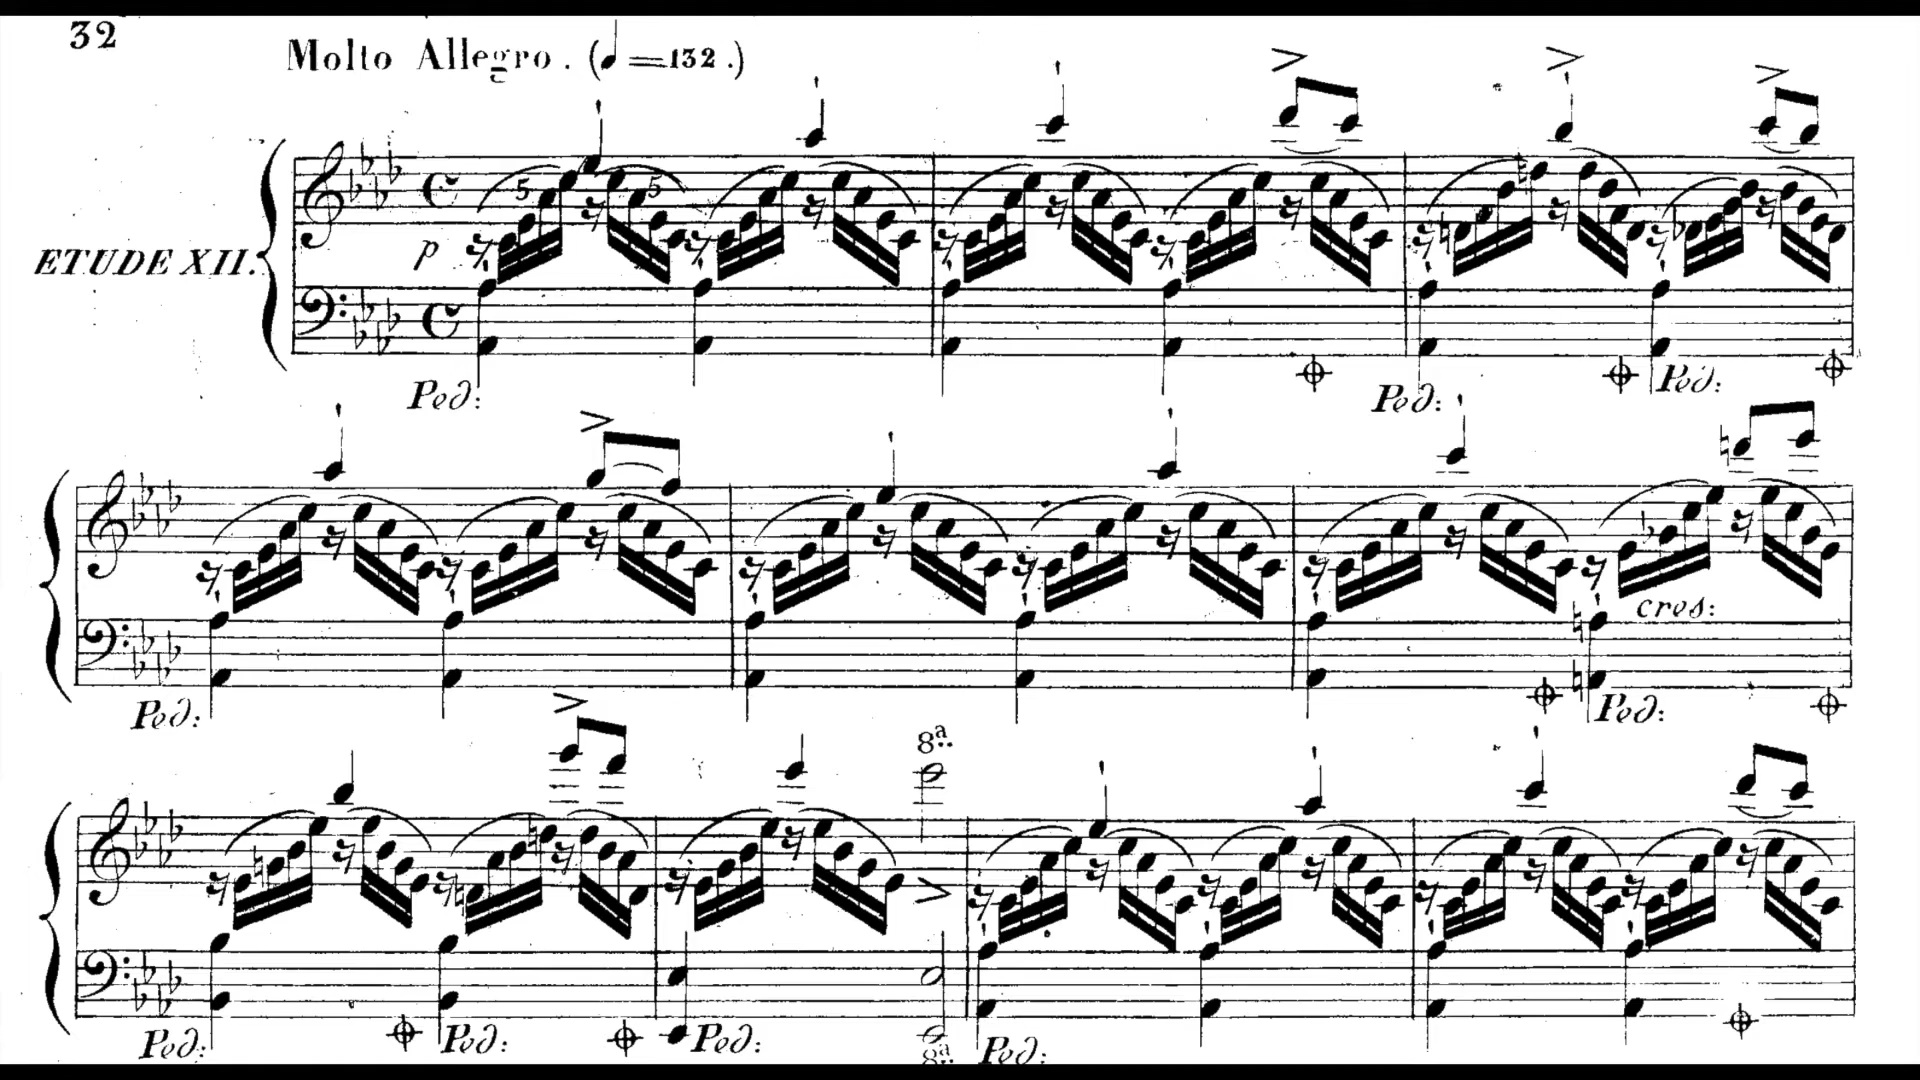 32
Molto Allegro. (♩=132.)
5 5
ETUDE XII. p
Ped: Ped: Ped:
cres:
Ped: Ped:
8ª..
Ped: Ped: Ped: 8ª.. Ped: